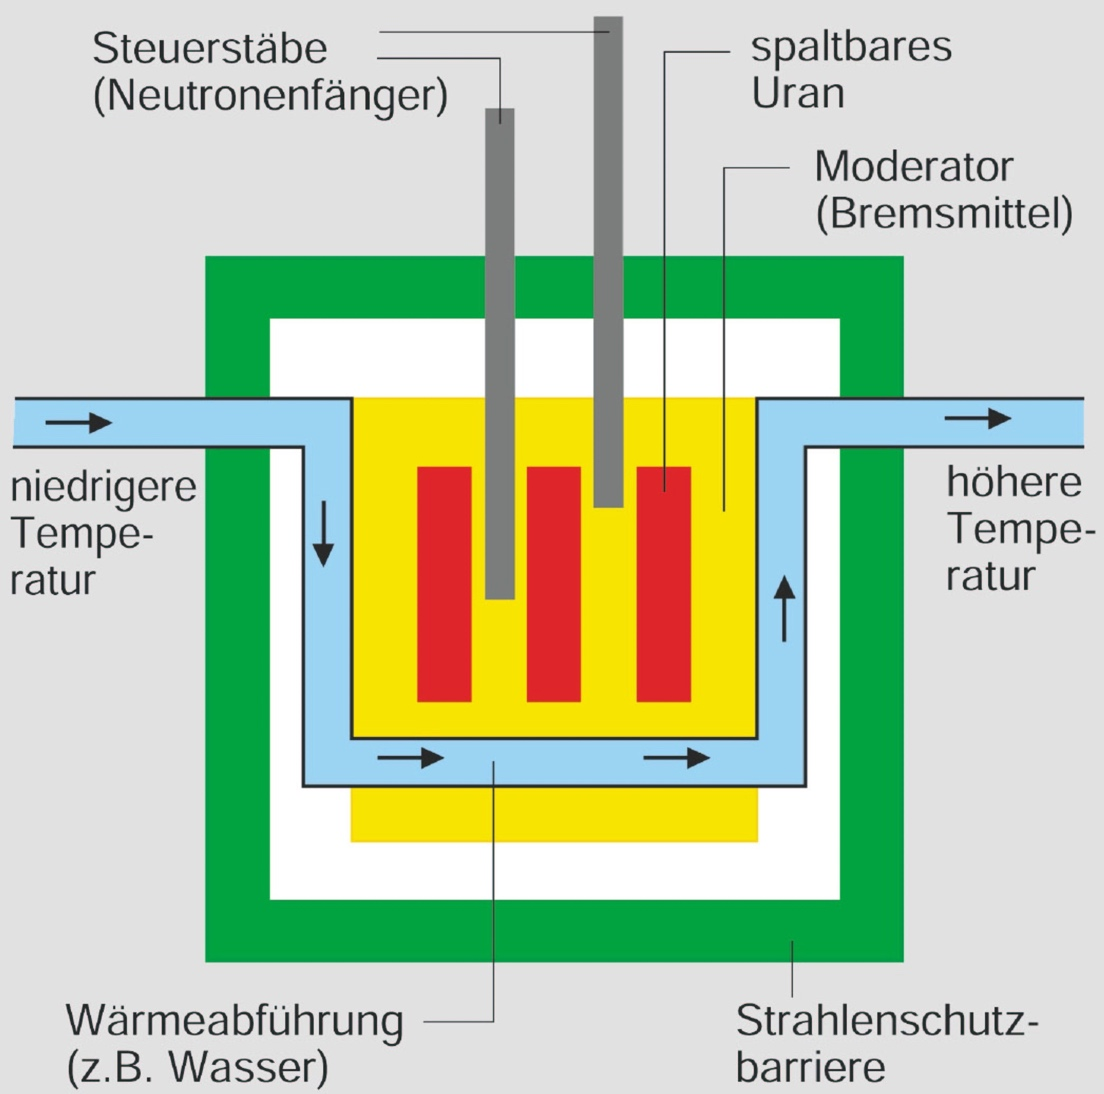 Steuerstäbe
(Neutronenfänger)
spaltbares
Uran
Moderator
(Bremsmittel)
niedrigere
Tempe-
ratur
höhere
Tempe-
ratur
Wärmeabführung
(z.B. Wasser)
Strahlenschutz-
barriere